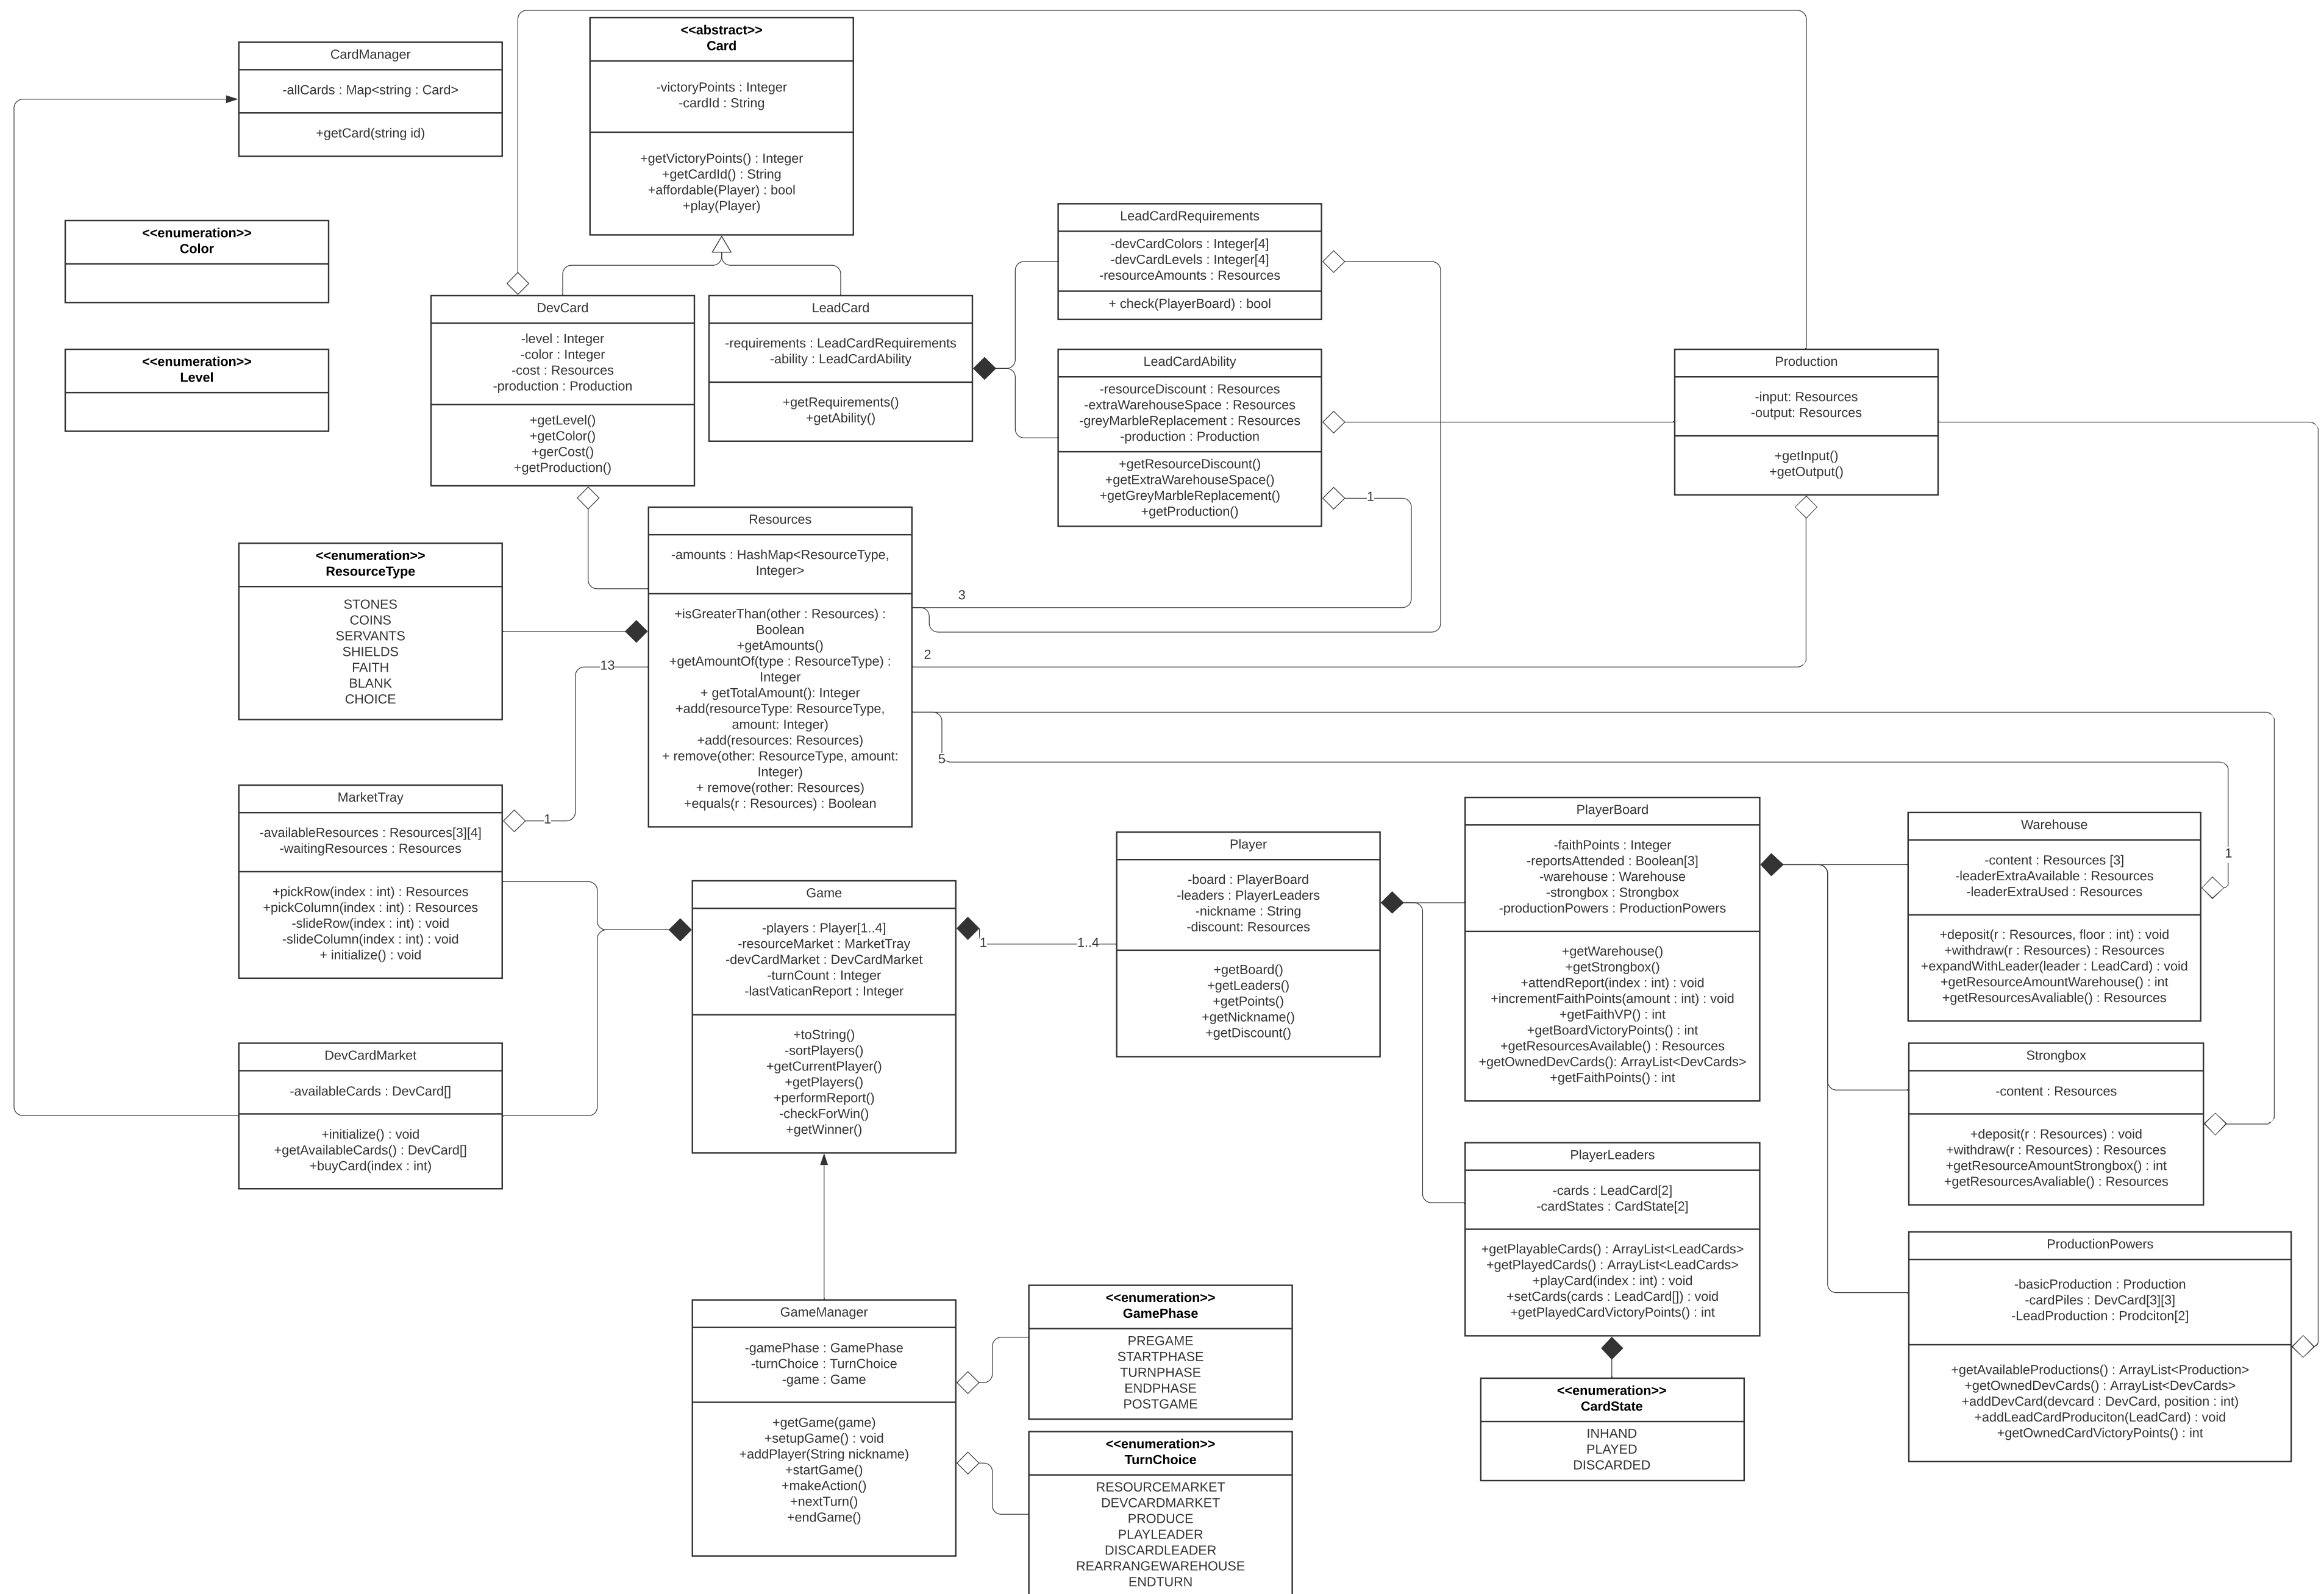 CardManager
-allCards : Map<string : Card>
+getCard(string id)
<<abstract>>
Card
-victoryPoints : Integer
-cardId : String
+getVictoryPoints() : Integer
+getCardId() : String
+affordable(Player) : bool
+play(Player)
<<enumeration>>
Color
<<enumeration>>
Level
DevCard
-level : Integer
-color : Integer
-cost : Resources
-production : Production
+getLevel()
+getColor()
+gerCost()
+getProduction()
LeadCard
-requirements : LeadCardRequirements
-ability : LeadCardAbility
+getRequirements()
+getAbility()
LeadCardRequirements
-devCardColors : Integer[4]
-devCardLevels : Integer[4]
-resourceAmounts : Resources
+ check(PlayerBoard) : bool
LeadCardAbility
-resourceDiscount : Resources
-extraWarehouseSpace : Resources
-greyMarbleReplacement : Resources
-production : Production
+getResourceDiscount()
+getExtraWarehouseSpace()
+getGreyMarbleReplacement()
+getProduction()
1
Production
-input: Resources
-output: Resources
+getInput()
+getOutput()
<<enumeration>>
ResourceType
STONES
COINS
SERVANTS
SHIELDS
FAITH
BLANK
CHOICE
Resources
-amounts : HashMap<ResourceType,
Integer>
+isGreaterThan(other : Resources) :
Boolean
+getAmounts()
+getAmountOf(type : ResourceType) :
Integer
+ getTotalAmount(): Integer
+add(resourceType: ResourceType,
amount: Integer)
+add(resources: Resources)
+ remove(other: ResourceType, amount:
Integer)
+ remove(rother: Resources)
+equals(r : Resources) : Boolean
3
2
5
13
1
MarketTray
-availableResources : Resources[3][4]
-waitingResources : Resources
+pickRow(index : int) : Resources
+pickColumn(index : int) : Resources
-slideRow(index : int) : void
-slideColumn(index : int) : void
+ initialize() : void
DevCardMarket
-availableCards : DevCard[]
+initialize() : void
+getAvailableCards() : DevCard[]
+buyCard(index : int)
Game
-players : Player[1..4]
-resourceMarket : MarketTray
-devCardMarket : DevCardMarket
-turnCount : Integer
-lastVaticanReport : Integer
+toString()
-sortPlayers()
+getCurrentPlayer()
+getPlayers()
+performReport()
-checkForWin()
+getWinner()
1
1..4
Player
-board : PlayerBoard
-leaders : PlayerLeaders
-nickname : String
-discount: Resources
+getBoard()
+getLeaders()
+getPoints()
+getNickname()
+getDiscount()
PlayerBoard
-faithPoints : Integer
-reportsAttended : Boolean[3]
-warehouse : Warehouse
-strongbox : Strongbox
-productionPowers : ProductionPowers
+getWarehouse()
+getStrongbox()
+attendReport(index : int) : void
+incrementFaithPoints(amount : int) : void
+getFaithVP() : int
+getBoardVictoryPoints() : int
+getResourcesAvailable() : Resources
+getOwnedDevCards(): ArrayList<DevCards>
+getFaithPoints() : int
Warehouse
-content : Resources [3]
-leaderExtraAvailable : Resources
-leaderExtraUsed : Resources
+deposit(r : Resources, floor : int) : void
+withdraw(r : Resources) : Resources
+expandWithLeader(leader : LeadCard) : void
+getResourceAmountWarehouse() : int
+getResourcesAvaliable() : Resources
1
Strongbox
-content : Resources
+deposit(r : Resources) : void
+withdraw(r : Resources) : Resources
+getResourceAmountStrongbox() : int
+getResourcesAvaliable() : Resources
PlayerLeaders
-cards : LeadCard[2]
-cardStates : CardState[2]
+getPlayableCards() : ArrayList<LeadCards>
+getPlayedCards() : ArrayList<LeadCards>
+playCard(index : int) : void
+setCards(cards : LeadCard[]) : void
+getPlayedCardVictoryPoints() : int
ProductionPowers
-basicProduction : Production
-cardPiles : DevCard[3][3]
-LeadProduction : Prodciton[2]
+getAvailableProductions() : ArrayList<Production>
+getOwnedDevCards() : ArrayList<DevCards>
+addDevCard(devcard : DevCard, position : int)
+addLeadCardProduciton(LeadCard) : void
+getOwnedCardVictoryPoints() : int
GameManager
-gamePhase : GamePhase
-turnChoice : TurnChoice
-game : Game
+getGame(game)
+setupGame() : void
+addPlayer(String nickname)
+startGame()
+makeAction()
+nextTurn()
+endGame()
<<enumeration>>
GamePhase
PREGAME
STARTPHASE
TURNPHASE
ENDPHASE
POSTGAME
<<enumeration>>
TurnChoice
RESOURCEMARKET
DEVCARDMARKET
PRODUCE
PLAYLEADER
DISCARDLEADER
REARRANGEWAREHOUSE
ENDTURN
<<enumeration>>
CardState
INHAND
PLAYED
DISCARDED